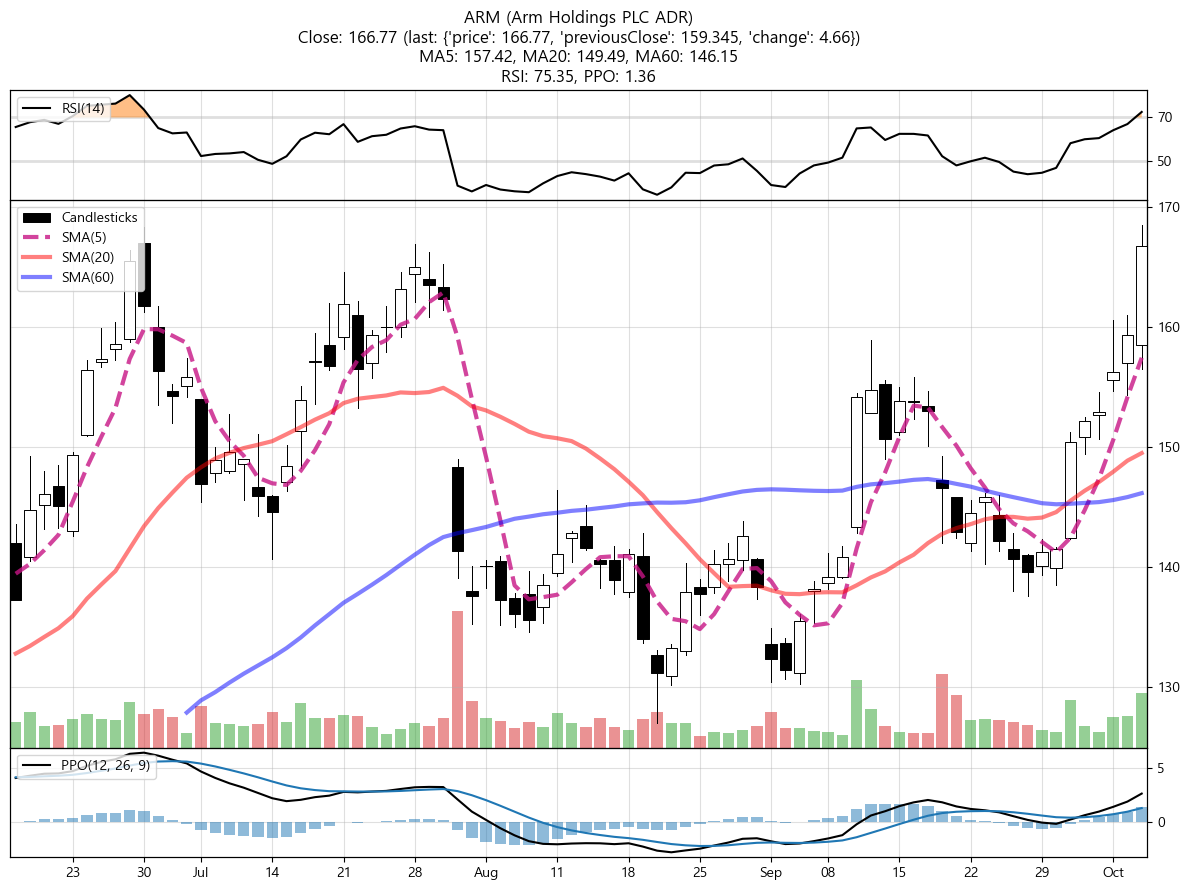 ARM (Arm Holdings PLC ADR)
Close: 166.77 (last: {'price': 166.77, 'previousClose': 159.345, 'change': 4.66})
MA5: 157.42, MA20: 149.49, MA60: 146.15
RSI: 75.35, PPO: 1.36
RSI(14)
70
50
Candlesticks
SMA(5)
SMA(20)
SMA(60)
170
160
150
140
130
PPO(12, 26, 9)
5
0
23 30 Jul 14 21 28 Aug 11 18 25 Sep 08 15 22 29 Oct